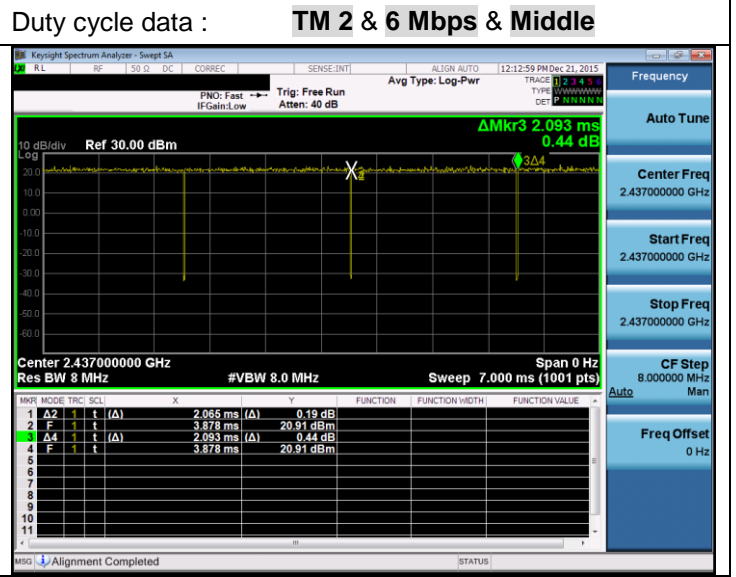 Duty cycle data : TM 2 & 6 Mbps & Middle
Keysight Spectrum Analyzer - Swept SA
RL RF 50 Ω DC CORREC SENSE:INT ALIGN AUTO 12:12:59 PM Dec 21, 2015
Frequency
Avg Type: Log-Pwr TRACE 1 2 3 4 5 6
PNO: Fast Trig: Free Run TYPE WWWWWW
IFGain:Low Atten: 40 dB DET P N N N N N
Auto Tune
ΔMkr3 2.093 ms
10 dB/div Ref 30.00 dBm 0.44 dB
Log
3Δ4
20.0
10.0
0.00
-10.0
-20.0
-30.0
-40.0
-50.0
-60.0
Center Freq
2.437000000 GHz
Start Freq
2.437000000 GHz
Stop Freq
2.437000000 GHz
CF Step
8.000000 MHz
Auto Man
Freq Offset
0 Hz
Center 2.437000000 GHz Span 0 Hz
Res BW 8 MHz #VBW 8.0 MHz Sweep 7.000 ms (1001 pts)
MKR MODE TRC SCL X Y FUNCTION FUNCTION WIDTH FUNCTION VALUE
1 Δ2 1 t (Δ) 2.065 ms (Δ) 0.19 dB
2 F 1 t 3.878 ms 20.91 dBm
3 Δ4 1 t (Δ) 2.093 ms (Δ) 0.44 dB
4 F 1 t 3.878 ms 20.91 dBm
5
6
7
8
9
10
11
MSG Alignment Completed STATUS